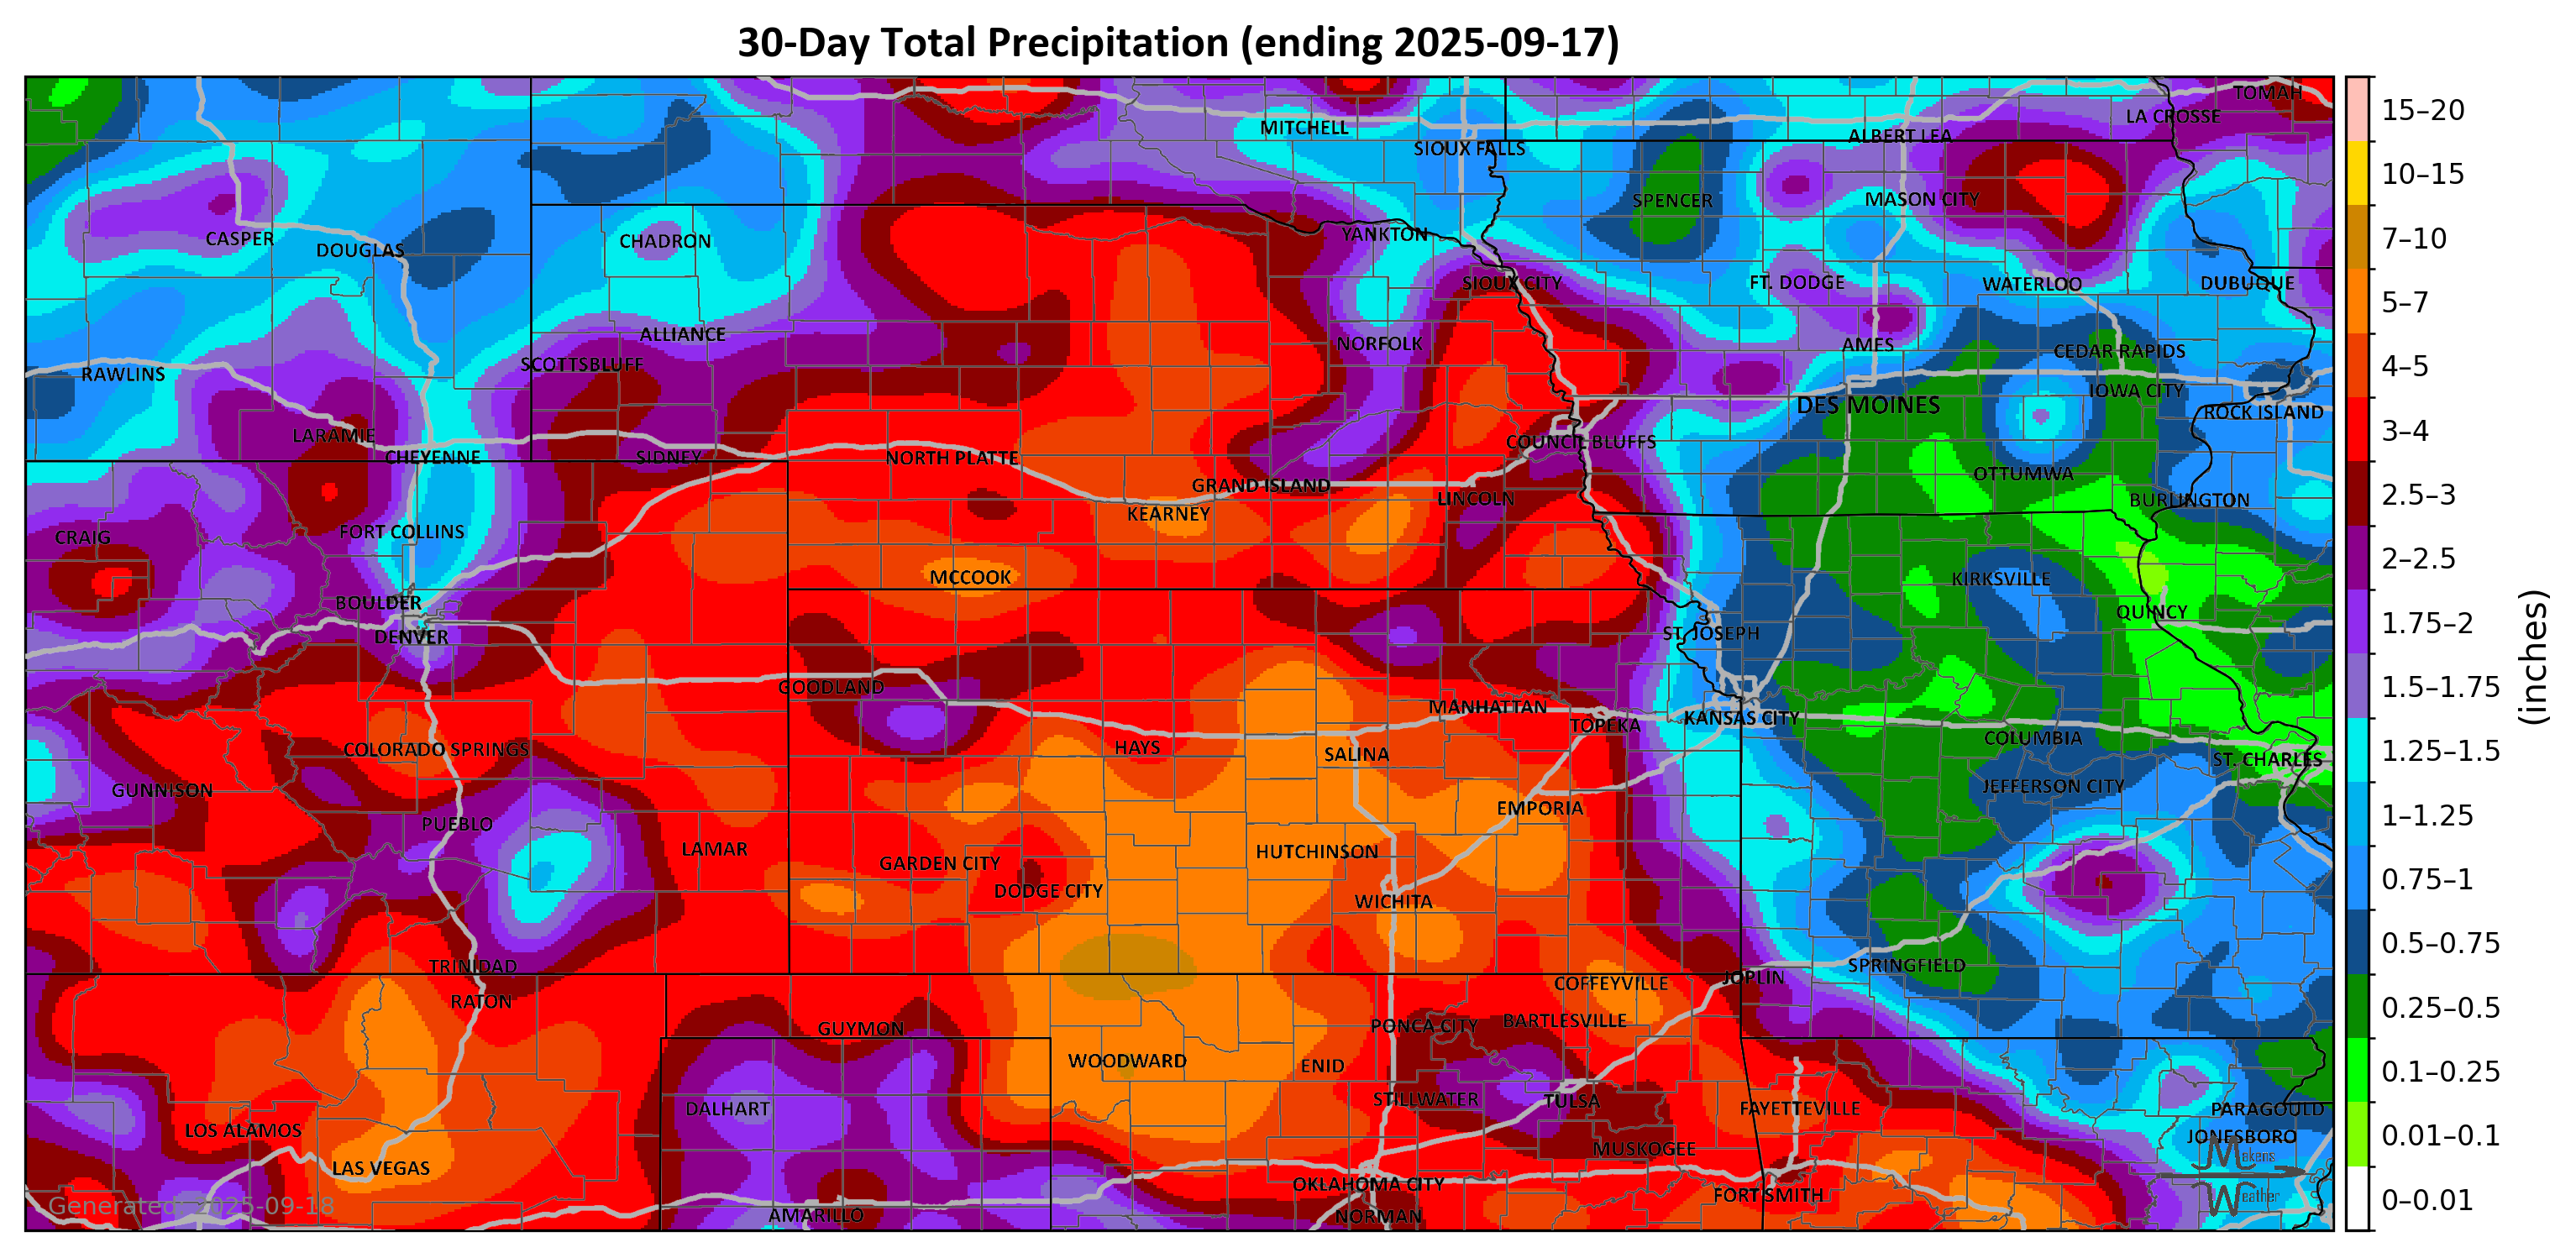 30-Day Total Precipitation (ending 2025-09-17)
TOMAH
LA CROSSE
MITCHELL
ALBERT LEA
SIOUX FALLS
SPENCER
MASON CITY
YANKTON
CASPER
CHADRON
DOUGLAS
SIOUX CITY
FT. DODGE
WATERLOO
DUBUQUE
ALLIANCE
NORFOLK
AMES
CEDAR RAPIDS
SCOTTSBLUFF
RAWLINS
IOWA CITY
DES MOINES
ROCK ISLAND
LARAMIE
COUNCIL BLUFFS
CHEYENNE
SIDNEY
NORTH PLATTE
OTTUMWA
GRAND ISLAND
LINCOLN
BURLINGTON
KEARNEY
CRAIG
FORT COLLINS
MCCOOK
KIRKSVILLE
BOULDER
QUINCY
DENVER
ST. JOSEPH
GOODLAND
MANHATTAN
TOPEKA
KANSAS CITY
COLORADO SPRINGS
HAYS
SALINA
COLUMBIA
ST. CHARLES
GUNNISON
JEFFERSON CITY
EMPORIA
PUEBLO
LAMAR
GARDEN CITY
HUTCHINSON
DODGE CITY
WICHITA
TRINIDAD
SPRINGFIELD
JOPLIN
COFFEYVILLE
RATON
GUYMON
PONCA CITY
BARTLESVILLE
WOODWARD
ENID
DALHART
STILLWATER
TULSA
FAYETTEVILLE
PARAGOULD
LOS ALAMOS
JONESBORO
MUSKOGEE
LAS VEGAS
OKLAHOMA CITY
FORT SMITH
AMARILLO
NORMAN
Generated: 2025-09-18
Makens
Weather
15–20
10–15
7–10
5–7
4–5
3–4
2.5–3
2–2.5
1.75–2
1.5–1.75
1.25–1.5
1–1.25
0.75–1
0.5–0.75
0.25–0.5
0.1–0.25
0.01–0.1
0–0.01
(inches)